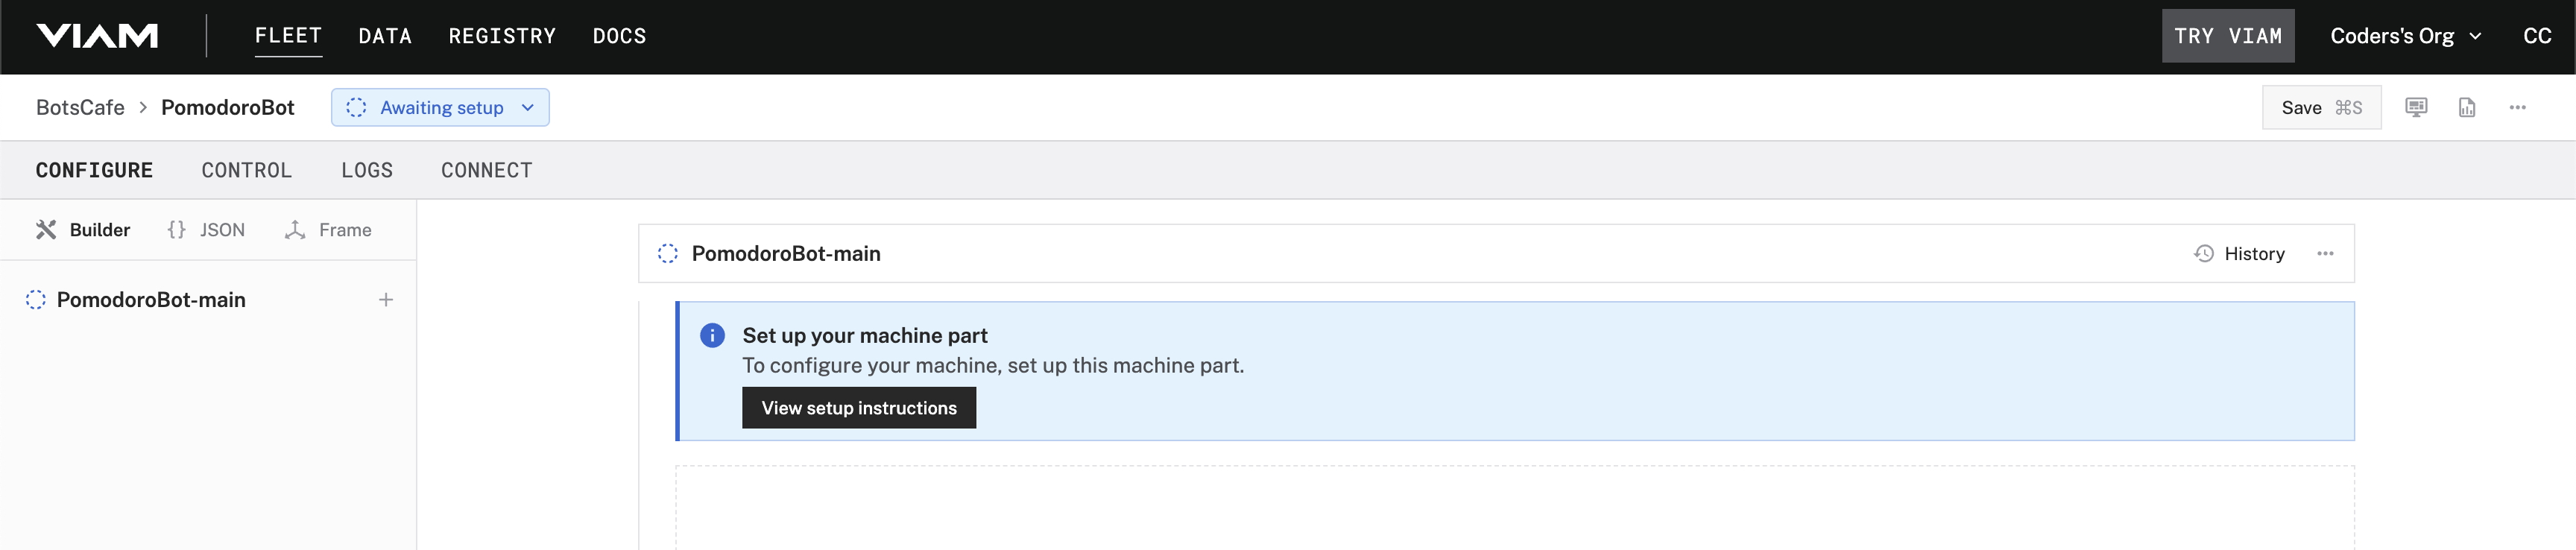 VIAM FLEET DATA REGISTRY DOCS TRY VIAM Coders's Org CC
BotsCafe > PomodoroBot Awaiting setup Save ⌘S
CONFIGURE CONTROL LOGS CONNECT
Builder {} JSON Frame
PomodoroBot-main +
PomodoroBot-main History
Set up your machine part
To configure your machine, set up this machine part.
View setup instructions